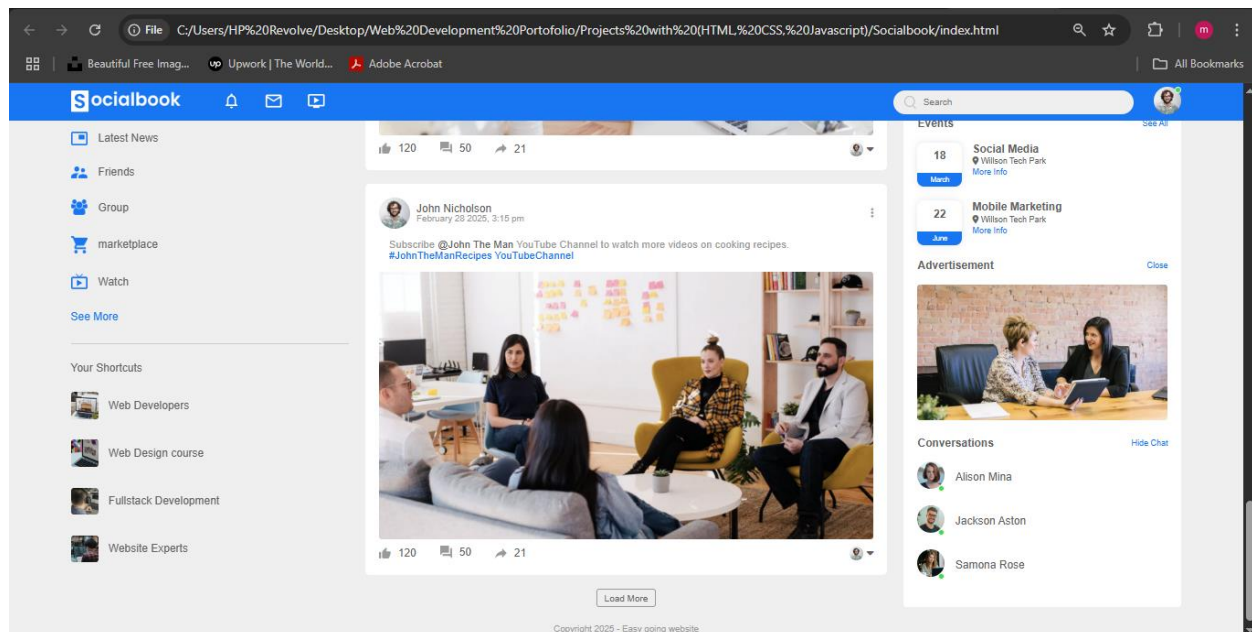 File C:/Users/HP%20Revolve/Desktop/Web%20Development%20Portofolio/Projects%20with%20(HTML,%20CSS,%20Javascript)/Socialbook/index.html
m
Beautiful Free Imag... up Upwork | The World... Adobe Acrobat All Bookmarks
Socialbook
Search
Latest News
Friends
Group
marketplace
Watch
See More
Your Shortcuts
Web Developers
Web Design course
Fullstack Development
Website Experts
120 50 21
John Nicholson
February 28 2025, 3:15 pm
Subscribe @John The Man YouTube Channel to watch more videos on cooking recipes.
#JohnTheManRecipes YouTubeChannel
120 50 21
Load More
Copyright 2025 - Easy going website
Events See All
18
March
Social Media
Willson Tech Park
More Info
22
June
Mobile Marketing
Willson Tech Park
More Info
Advertisement Close
Conversations Hide Chat
Alison Mina
Jackson Aston
Samona Rose